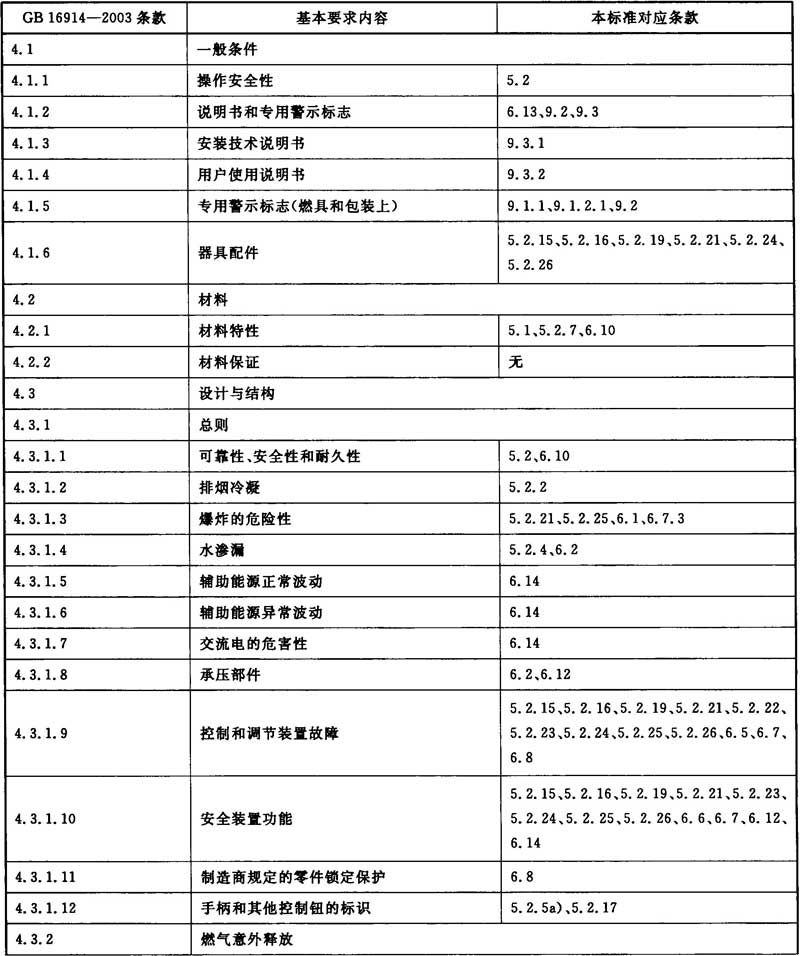 GB 16914—2003 条款 基本要求内容 本标准对应条款
4.1 一般条件
4.1.1 操作安全性 5.2
4.1.2 说明书和专用警示标志 6.13、9.2、9.3
4.1.3 安装技术说明书 9.3.1
4.1.4 用户使用说明书 9.3.2
4.1.5 专用警示标志(燃具和包装上) 9.1.1、9.1.2.1、9.2
4.1.6 器具配件 5.2.15、5.2.16、5.2.19、5.2.21、5.2.24、
5.2.26
4.2 材料
4.2.1 材料特性 5.1、5.2.7、6.10
4.2.2 材料保证 无
4.3 设计与结构
4.3.1 总则
4.3.1.1 可靠性、安全性和耐久性 5.2、6.10
4.3.1.2 排烟冷凝 5.2.2
4.3.1.3 爆炸的危险性 5.2.21、5.2.25、6.1、6.7.3
4.3.1.4 水渗漏 5.2.4、6.2
4.3.1.5 辅助能源正常波动 6.14
4.3.1.6 辅助能源异常波动 6.14
4.3.1.7 交流电的危害性 6.14
4.3.1.8 承压部件 6.2、6.12
4.3.1.9 控制和调节装置故障 5.2.15、5.2.16、5.2.19、5.2.21、5.2.22、
5.2.23、5.2.24、5.2.25、5.2.26、6.5、6.7、
6.8
4.3.1.10 安全装置功能 5.2.15、5.2.16、5.2.19、5.2.21、5.2.23、
5.2.24、5.2.25、5.2.26、6.6、6.7、6.12、
6.14
4.3.1.11 制造商规定的零件锁定保护 6.8
4.3.1.12 手柄和其他控制钮的标识 5.2.5a)、5.2.17
4.3.2 燃气意外释放